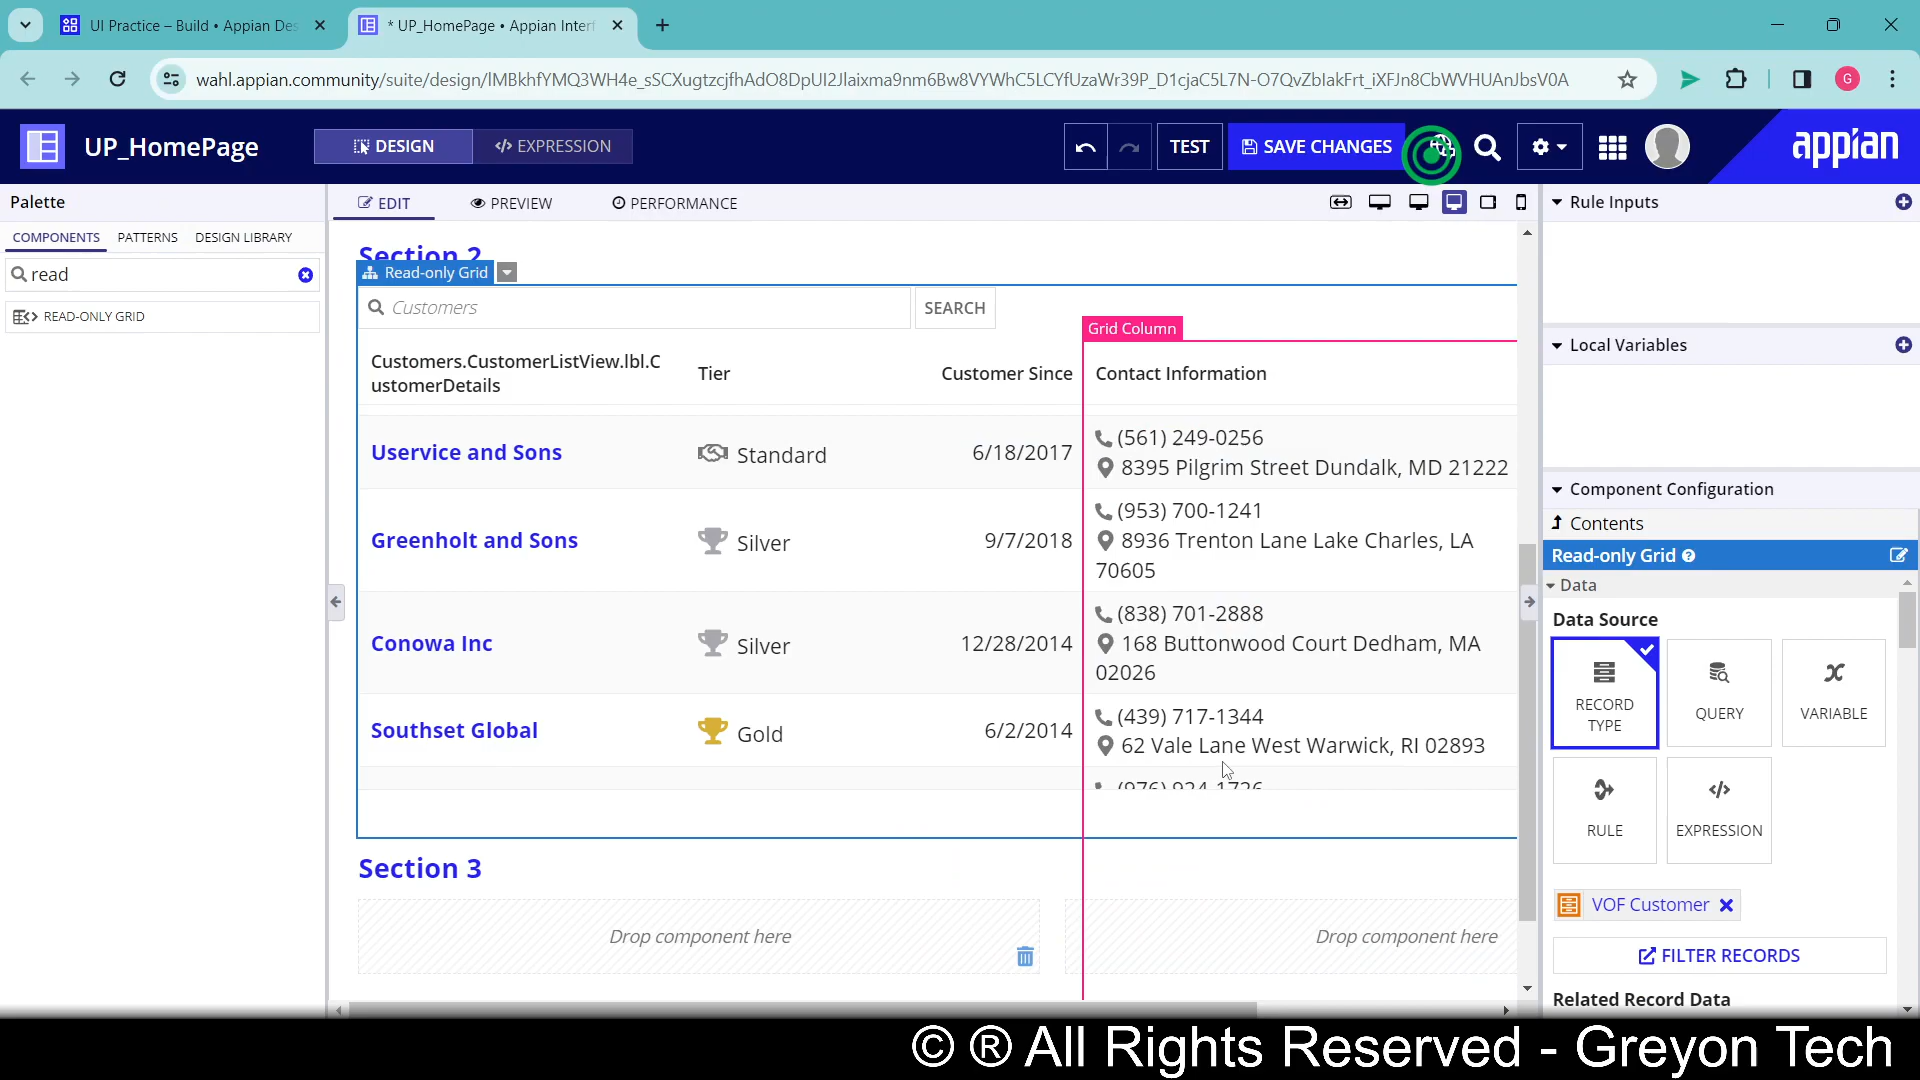 UI Practice – Build • Appian Des
* UP_HomePage • Appian Interf
wahl.appian.community/suite/design/lMBkhfYMQ3WH4e_sSCXugtzcjfhAdO8DpUI2Jlaixma9nm6Bw8VYWhC5LCYfUzaWr39P_D1cjaC5L7N-O7QvZbIakFrt_iXFJn8CbWVHUAnJbsV0A
G
UP_HomePage
DESIGN
EXPRESSION
TEST
SAVE CHANGES
appian
Palette
EDIT
PREVIEW
PERFORMANCE
Rule Inputs
COMPONENTS
PATTERNS
DESIGN LIBRARY
read
READ-ONLY GRID
Section 2
Read-only Grid
Customers
SEARCH
Grid Column
Customers.CustomerListView.lbl.C
ustomerDetails
Tier
Customer Since
Contact Information
Uservice and Sons
Standard
6/18/2017
(561) 249-0256
8395 Pilgrim Street Dundalk, MD 21222
Greenholt and Sons
Silver
9/7/2018
(953) 700-1241
8936 Trenton Lane Lake Charles, LA
70605
Conowa Inc
Silver
12/28/2014
(838) 701-2888
168 Buttonwood Court Dedham, MA
02026
Southset Global
Gold
6/2/2014
(439) 717-1344
62 Vale Lane West Warwick, RI 02893
(976) 924-1726
Section 3
Drop component here
Drop component here
Local Variables
Component Configuration
Contents
Read-only Grid
Data
Data Source
RECORD
TYPE
QUERY
VARIABLE
RULE
EXPRESSION
VOF Customer
FILTER RECORDS
Related Record Data
© ® All Rights Reserved - Greyon Tech